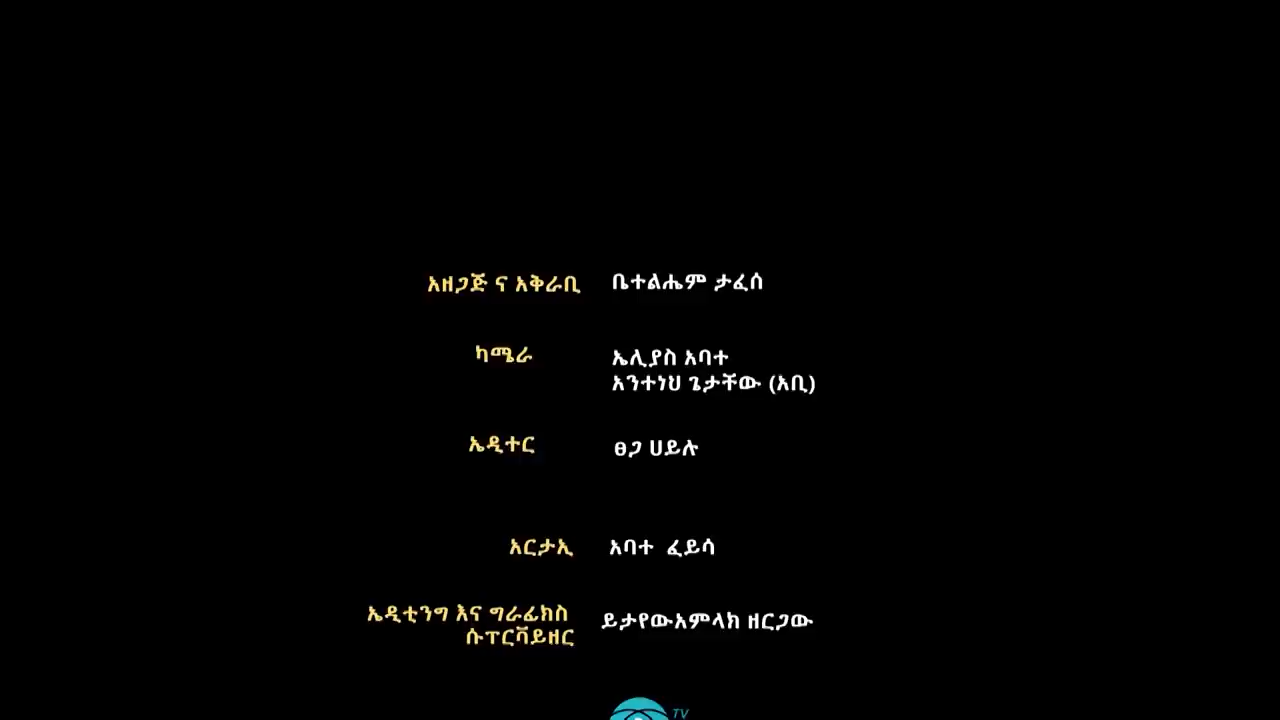 አዘጋጅ ና አቅራቢ ቤተልሔም ታፈሰ
ካሜራ ኤሊያስ አባተ
አንተነህ ጌታቸው (አቢ)
ኤዲተር ፀጋ ሀይሉ
አርታኢ አባተ ፈይሳ
ኤዲቲንግ እና ግራፊክስ ይታየውአምላክ ዘርጋው
ሱፐርቫይዘር
TV